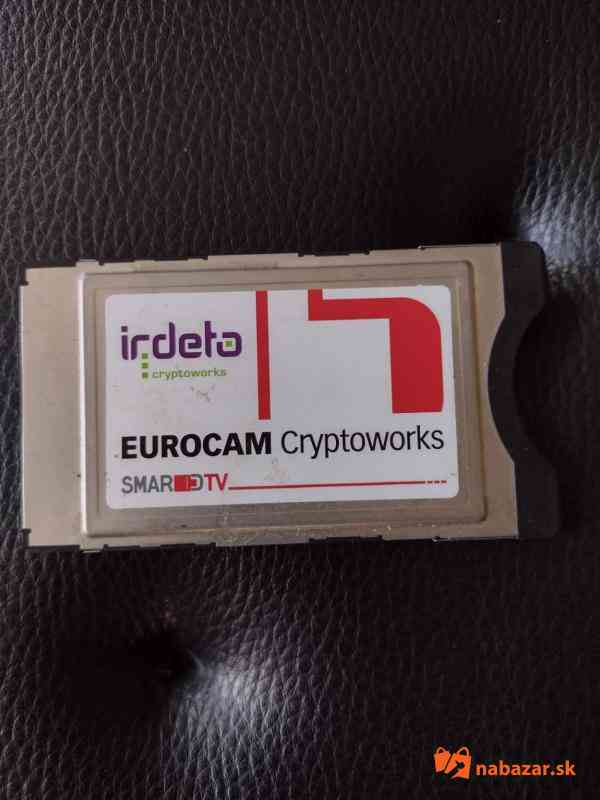 irdeto
cryptoworks
EUROCAM Cryptoworks
SMARDTV
nabazar.sk